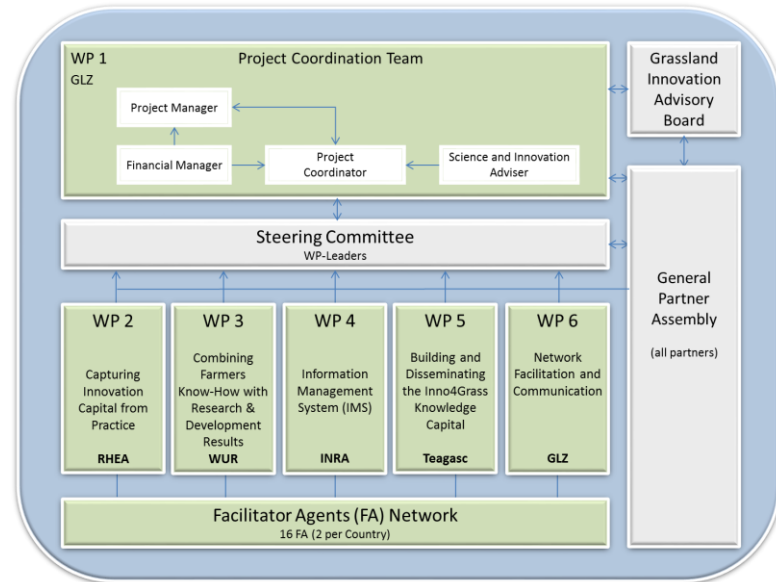 WP 1
Project Coordination Team
GLZ
Project Manager
Financial Manager
Project
Coordinator
Science and Innovation
Adviser
Grassland
Innovation
Advisory
Board
Steering Committee
WP-Leaders
General
Partner
Assembly
(all partners)
WP 2
Capturing
Innovation
Capital from
Practice
RHEA
WP 3
Combining
Farmers
Know-How with
Research &
Development
Results
WUR
WP 4
Information
Management
System (IMS)
INRA
WP 5
Building and
Disseminating
the Inno4Grass
Knowledge
Capital
Teagasc
WP 6
Network
Facilitation and
Communication
GLZ
Facilitator Agents (FA) Network
16 FA (2 per Country)